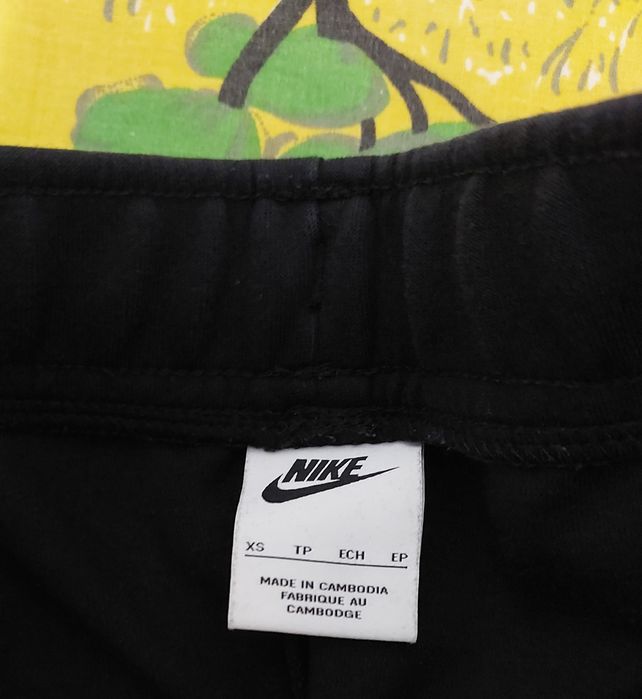 NIKE
XS TP ECH EP
MADE IN CAMBODIA
FABRIQUE AU
CAMBODGE